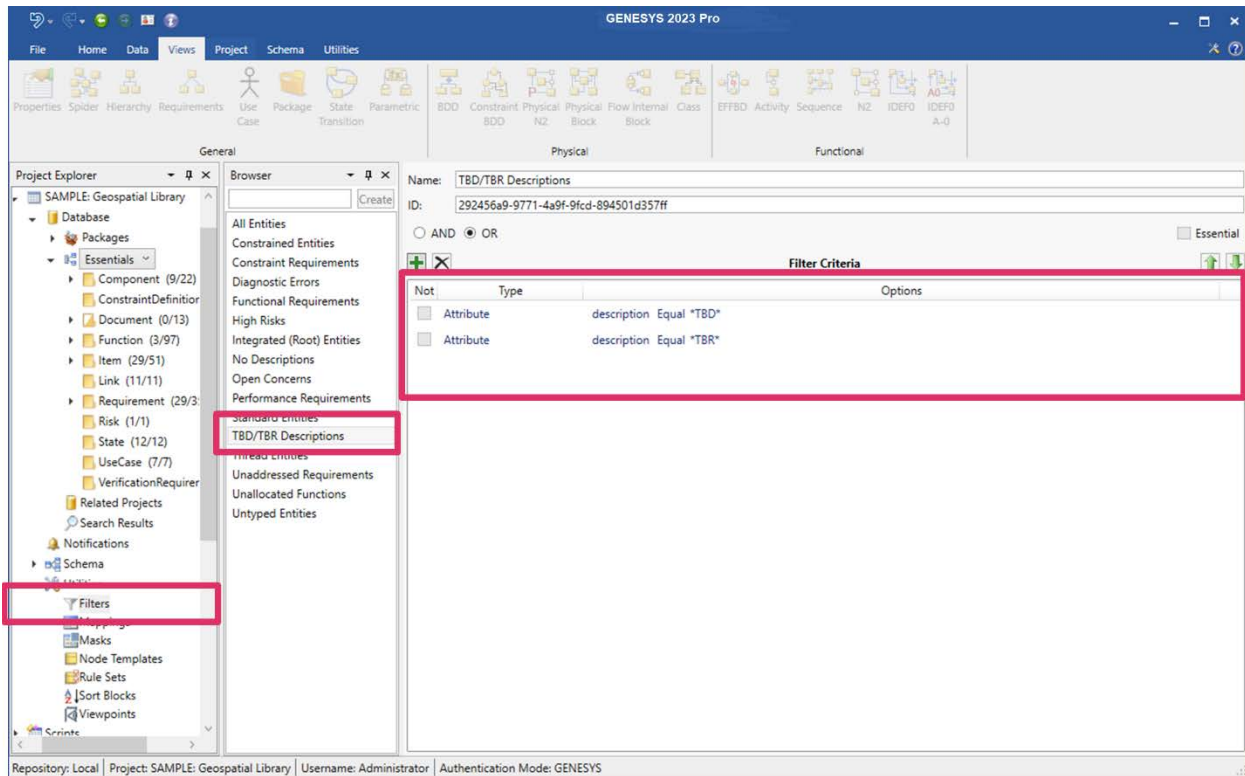 GENESYS 2023 Pro
File Home Data Views Project Schema Utilities
Properties Spider Hierarchy Requirements Use Case Package State Transition Parametric BDD Constraint BDD Physical N2 Physical Block Flow Internal Block Class EFFBD Activity Sequence N2 IDEF0 IDEF0 A-0
General Physical Functional
Project Explorer
SAMPLE: Geospatial Library
Database
Packages
Essentials
Component (9/22)
ConstraintDefinition
Document (0/13)
Function (3/97)
Item (29/51)
Link (11/11)
Requirement (29/3
Risk (1/1)
State (12/12)
UseCase (7/7)
VerificationRequirer
Related Projects
Search Results
Notifications
Schema
Utilities
Filters
Mappings
Masks
Node Templates
Rule Sets
Sort Blocks
Viewpoints
Scripts
Browser
Create
All Entities
Constrained Entities
Constraint Requirements
Diagnostic Errors
Functional Requirements
High Risks
Integrated (Root) Entities
No Descriptions
Open Concerns
Performance Requirements
Standard Entities
TBD/TBR Descriptions
Thread Entities
Unaddressed Requirements
Unallocated Functions
Untyped Entities
Name: TBD/TBR Descriptions
ID: 292456a9-9771-4a9f-9fcd-894501d357ff
AND OR Essential
Filter Criteria
Not Type Options
Attribute description Equal *TBD*
Attribute description Equal *TBR*
Repository: Local Project: SAMPLE: Geospatial Library Username: Administrator Authentication Mode: GENESYS